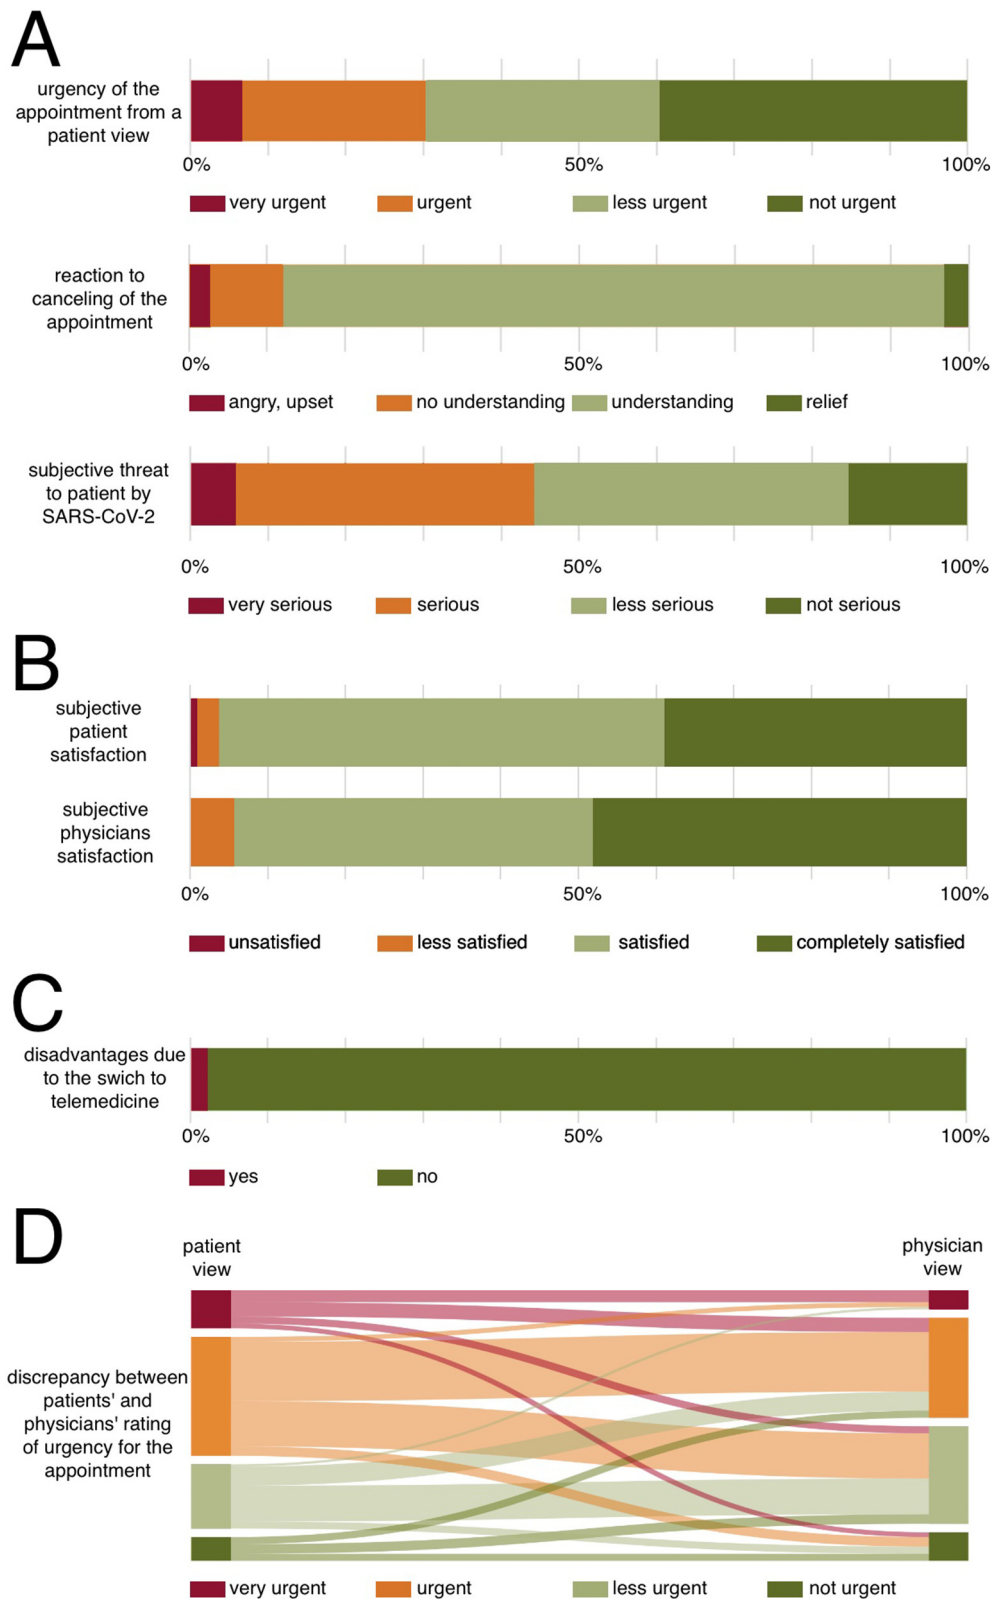 A
urgency of the
appointment from a
patient view
0% 50% 100%
very urgent urgent less urgent not urgent
reaction to
canceling of the
appointment
0% 50% 100%
angry, upset no understanding understanding relief
subjective threat
to patient by
SARS-CoV-2
0% 50% 100%
very serious serious less serious not serious
B
subjective
patient
satisfaction
subjective
physicians
satisfaction
0% 50% 100%
unsatisfied less satisfied satisfied completely satisfied
C
disadvantages due
to the swich to
telemedicine
0% 50% 100%
yes no
D
patient
view
physician
view
discrepancy between
patients' and
physicians' rating
of urgency for the
appointment
very urgent urgent less urgent not urgent